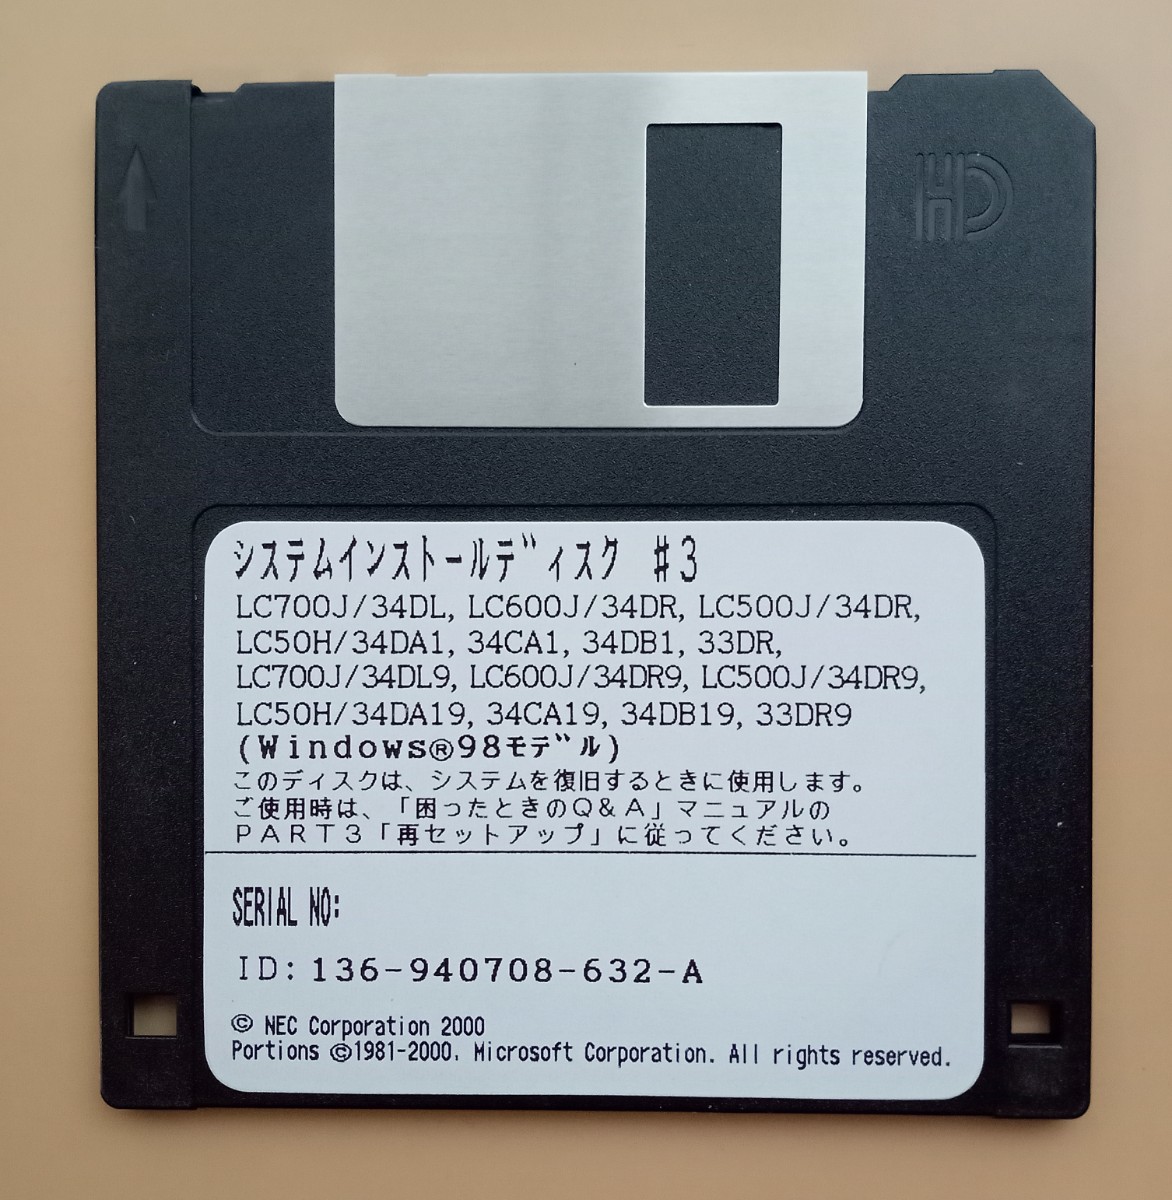 HD
システムインストールディスク #3
LC700J/34DL, LC600J/34DR, LC500J/34DR,
LC50H/34DA1, 34CA1, 34DB1, 33DR,
LC700J/34DL9, LC600J/34DR9, LC500J/34DR9,
LC50H/34DA19, 34CA19, 34DB19, 33DR9
(Windows®98モデル)
このディスクは、システムを復旧するときに使用します。
ご使用時は、「困ったときのQ&A」マニュアルの
PART3「再セットアップ」に従ってください。
SERIAL NO:
ID: 136-940708-632-A
© NEC Corporation 2000
Portions ©1981-2000, Microsoft Corporation. All rights reserved.